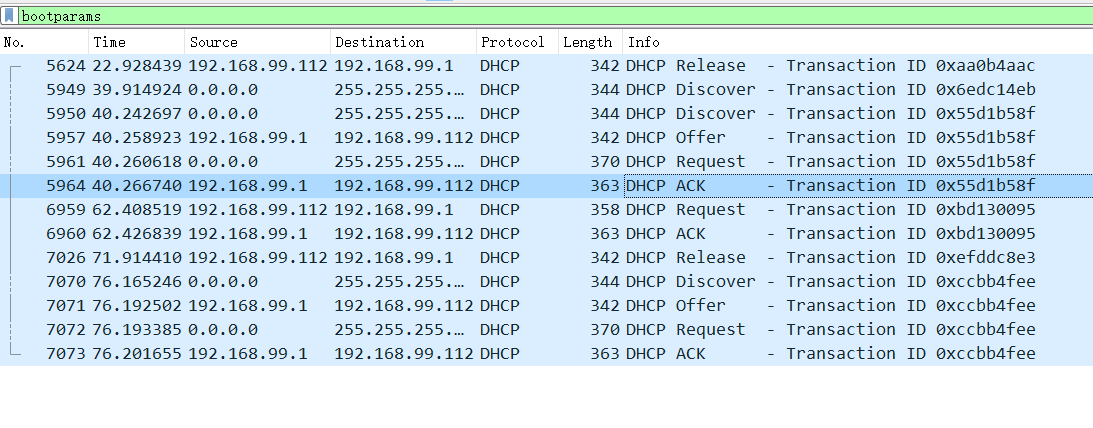 bootparams
No. Time Source Destination Protocol Length Info
5624 22.928439 192.168.99.112 192.168.99.1 DHCP 342 DHCP Release - Transaction ID 0xaa0b4aac
5949 39.914924 0.0.0.0 255.255.255.… DHCP 344 DHCP Discover - Transaction ID 0x6edc14eb
5950 40.242697 0.0.0.0 255.255.255.… DHCP 344 DHCP Discover - Transaction ID 0x55d1b58f
5957 40.258923 192.168.99.1 192.168.99.112 DHCP 342 DHCP Offer - Transaction ID 0x55d1b58f
5961 40.260618 0.0.0.0 255.255.255.… DHCP 370 DHCP Request - Transaction ID 0x55d1b58f
5964 40.266740 192.168.99.1 192.168.99.112 DHCP 363 DHCP ACK - Transaction ID 0x55d1b58f
6959 62.408519 192.168.99.112 192.168.99.1 DHCP 358 DHCP Request - Transaction ID 0xbd130095
6960 62.426839 192.168.99.1 192.168.99.112 DHCP 363 DHCP ACK - Transaction ID 0xbd130095
7026 71.914410 192.168.99.112 192.168.99.1 DHCP 342 DHCP Release - Transaction ID 0xefddc8e3
7070 76.165246 0.0.0.0 255.255.255.… DHCP 344 DHCP Discover - Transaction ID 0xccbb4fee
7071 76.192502 192.168.99.1 192.168.99.112 DHCP 342 DHCP Offer - Transaction ID 0xccbb4fee
7072 76.193385 0.0.0.0 255.255.255.… DHCP 370 DHCP Request - Transaction ID 0xccbb4fee
7073 76.201655 192.168.99.1 192.168.99.112 DHCP 363 DHCP ACK - Transaction ID 0xccbb4fee